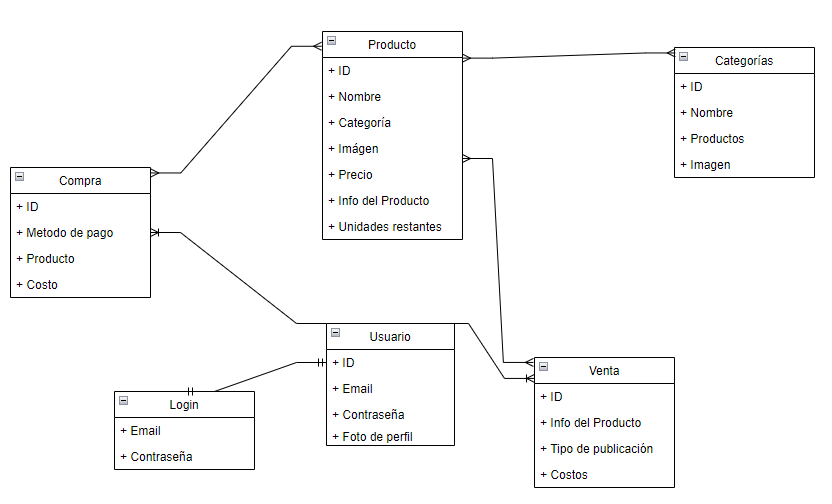 Producto
+ ID
+ Nombre
+ Categoría
+ Imágen
+ Precio
+ Info del Producto
+ Unidades restantes
Categorías
+ ID
+ Nombre
+ Productos
+ Imagen
Compra
+ ID
+ Metodo de pago
+ Producto
+ Costo
Usuario
+ ID
+ Email
+ Contraseña
+ Foto de perfil
Login
+ Email
+ Contraseña
Venta
+ ID
+ Info del Producto
+ Tipo de publicación
+ Costos